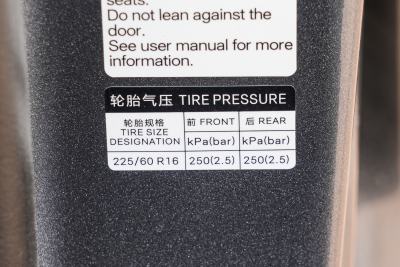 seats.
Do not lean against the
door.
See user manual for more
information.
轮胎气压 TIRE PRESSURE
轮胎规格
TIRE SIZE
DESIGNATION
前 FRONT
后 REAR
kPa(bar)
kPa(bar)
225/60 R16
250(2.5)
250(2.5)